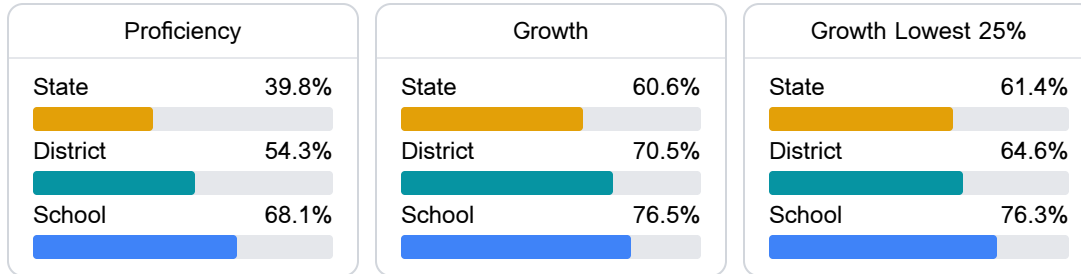 Proficiency
State 39.8%
District 54.3%
School 68.1%
Growth
State 60.6%
District 70.5%
School 76.5%
Growth Lowest 25%
State 61.4%
District 64.6%
School 76.3%